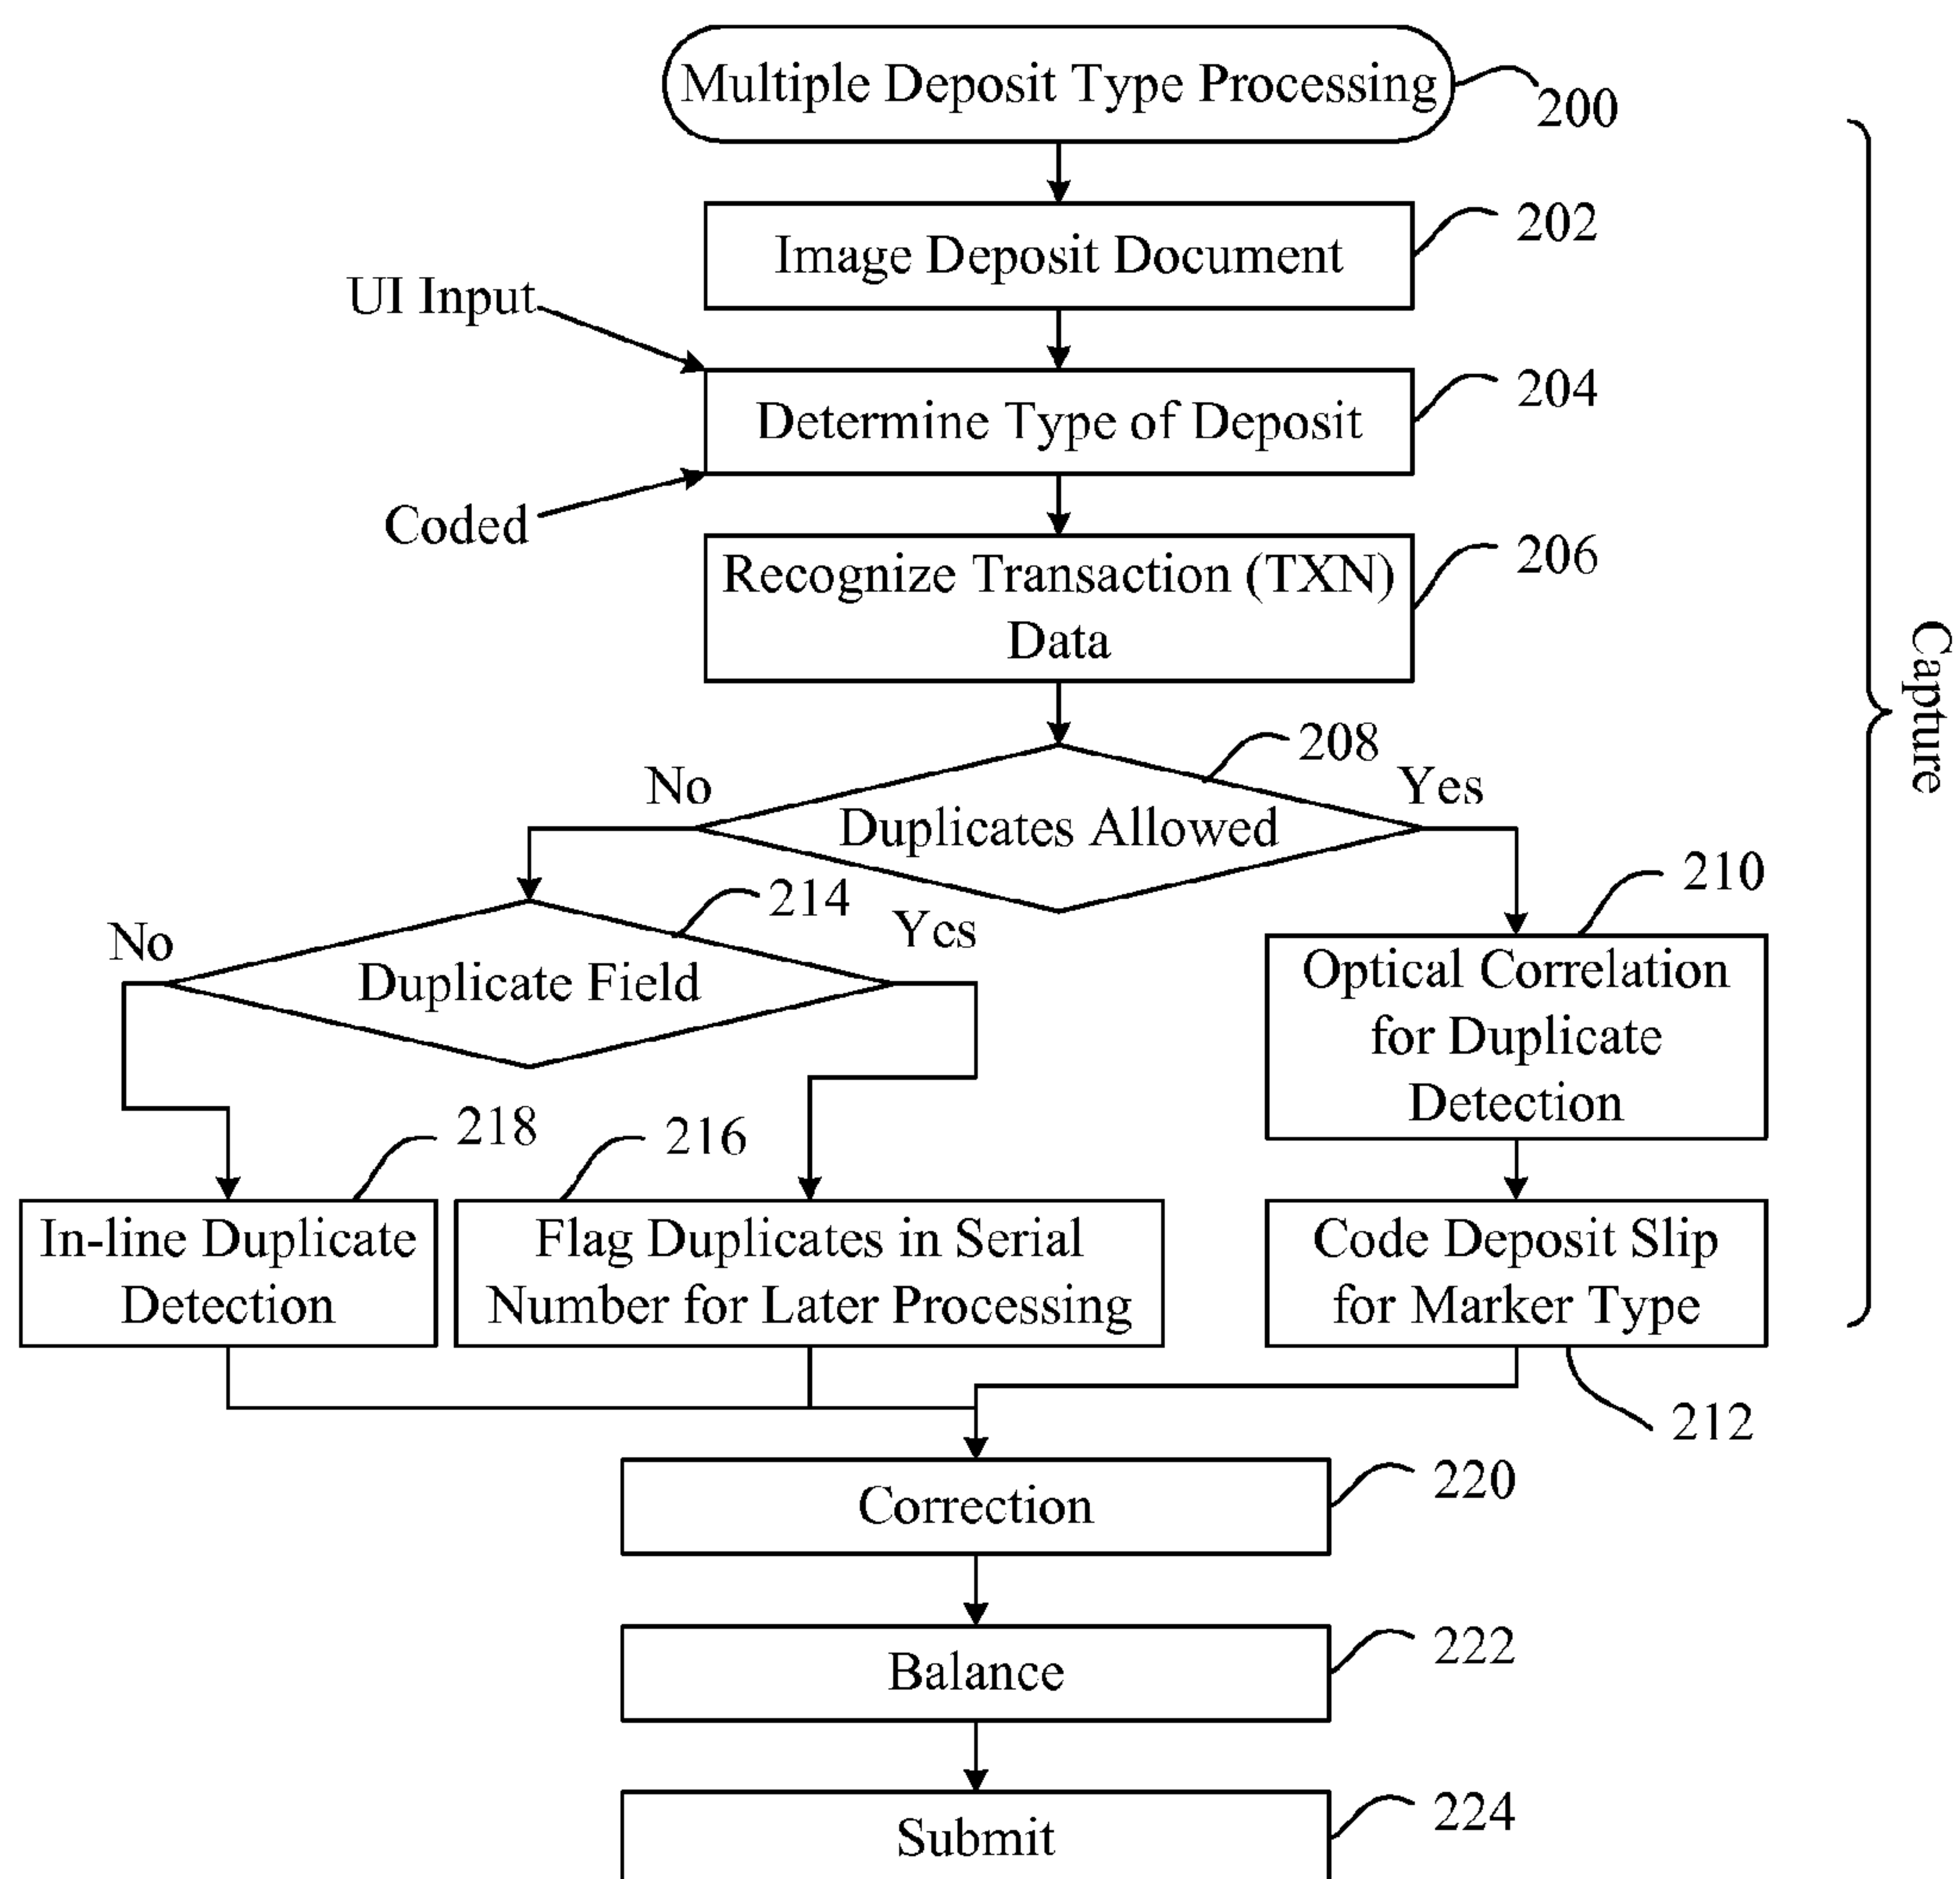 Multiple Deposit Type Processing
200
Image Deposit Document
202
UI Input
Determine Type of Deposit
204
Coded
Recognize Transaction (TXN)
Data
206
Capture
208
No
Duplicates Allowed
Yes
214
210
No
Duplicate Field
Yes
Optical Correlation
for Duplicate
Detection
218
216
In-line Duplicate
Detection
Flag Duplicates in Serial
Number for Later Processing
Code Deposit Slip
for Marker Type
212
Correction
220
Balance
222
Submit
224